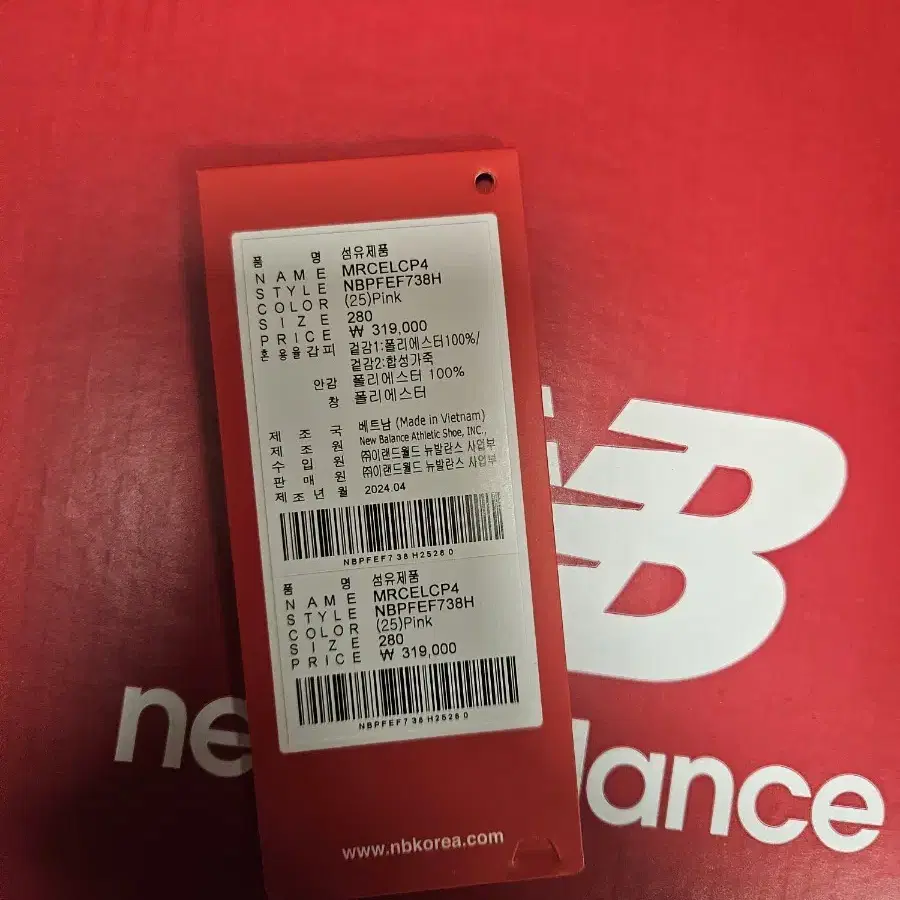 품 명 섬유제품
NAME MRCELCP4
STYLE NBPFEF738H
COLOR (25)Pink
SIZE 280
PRICE ₩ 319,000
혼용율 겉감 겉감1:폴리에스터100%/
겉감2:합성가죽
안감 폴리에스터 100%
창 폴리에스터
제조국 베트남 (Made in Vietnam)
제조원 New Balance Athletic Shoe, INC.,
수입원 ㈜이랜드월드 뉴발란스 사업부
판매원 ㈜이랜드월드 뉴발란스 사업부
제조년월 2024.04
NBPFEF738H25280
품 명 섬유제품
NAME MRCELCP4
STYLE NBPFEF738H
COLOR (25)Pink
SIZE 280
PRICE ₩ 319,000
NBPFEF738H25280
www.nbkorea.com
ne lance